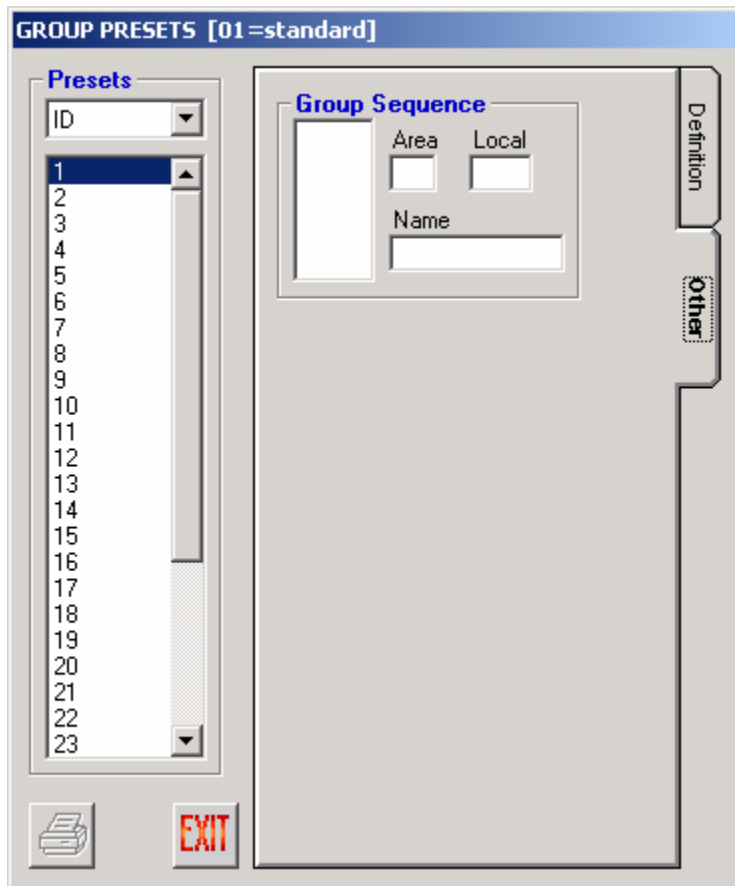 GROUP PRESETS [01=standard]
Presets
ID
1
2
3
4
5
6
7
8
9
10
11
12
13
14
15
16
17
18
19
20
21
22
23
EXIT
Group Sequence
Area Local
Name
Definition
Other